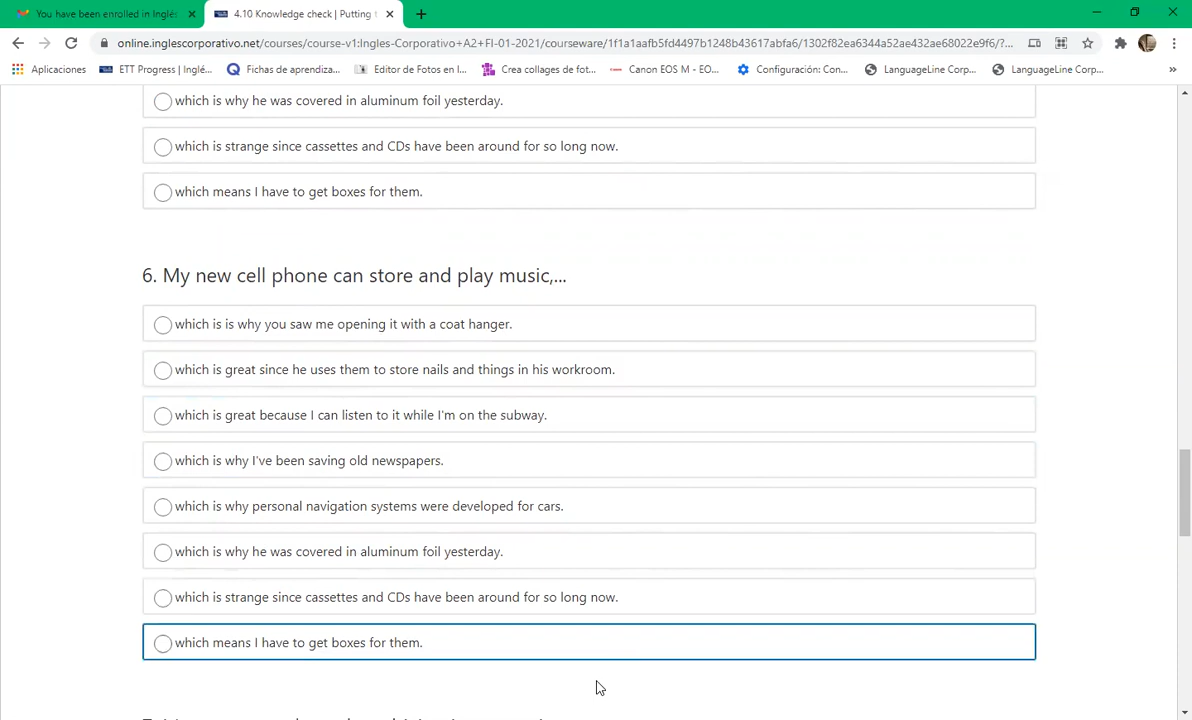 You have been enrolled in Inglés
4.10 Knowledge check | Putting t
online.inglescorporativo.net/courses/course-v1:Ingles-Corporativo+A2+FI-01-2021/courseware/1f1a1aafb5fd4497b1248b43617abfa6/1302f82ea6344a52ae432ae68022e9f6/?...
Aplicaciones
ETT Progress | Inglé...
Fichas de aprendiza...
Editor de Fotos en l...
Crea collages de fot...
Canon EOS M - EO...
Configuración: Con...
LanguageLine Corp...
LanguageLine Corp...
»
which is why he was covered in aluminum foil yesterday.
which is strange since cassettes and CDs have been around for so long now.
which means I have to get boxes for them.
6. My new cell phone can store and play music,...
which is is why you saw me opening it with a coat hanger.
which is great since he uses them to store nails and things in his workroom.
which is great because I can listen to it while I'm on the subway.
which is why I've been saving old newspapers.
which is why personal navigation systems were developed for cars.
which is why he was covered in aluminum foil yesterday.
which is strange since cassettes and CDs have been around for so long now.
which means I have to get boxes for them.